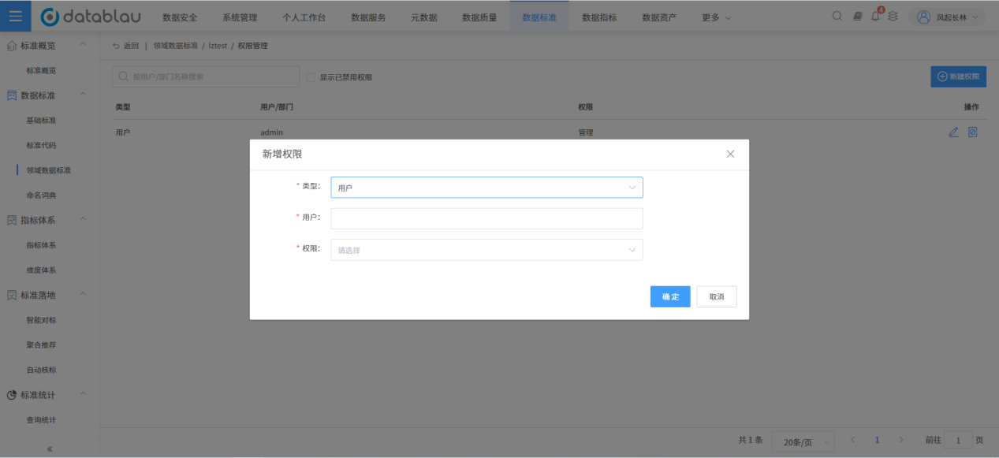 datablau 数据安全 系统管理 个人工作台 数据服务 元数据 数据质量 数据标准 数据指标 数据资产 更多 4 风起长林
标准概览
标准概览
数据标准
基础标准
标准代码
领域数据标准
命名词典
指标体系
指标体系
维度体系
标准落地
智能对标
聚合推荐
自动核标
标准统计
查询统计
«
返回 | 领域数据标准 / lztest / 权限管理
按用户/部门名称搜索 显示已禁用权限 新建权限
类型 用户/部门 权限 操作
用户 admin 管理
新增权限
* 类型: 用户
* 用户:
* 权限: 请选择
确定 取消
共 1 条 20条/页 < 1 > 前往 1 页